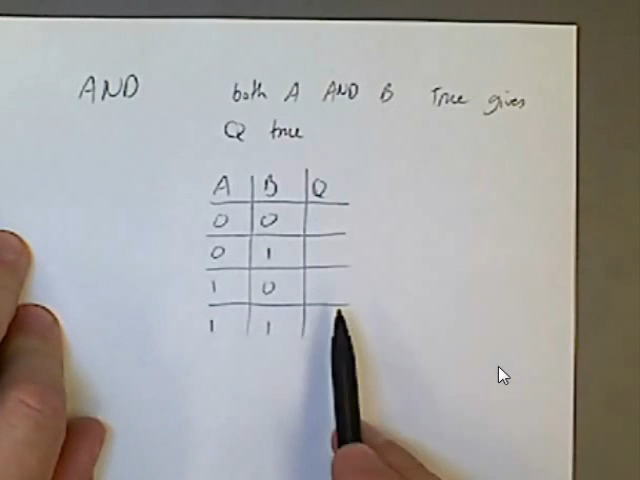 AND both A AND B True gives
Q true
A B Q
0 0
0 1
1 0
1 1